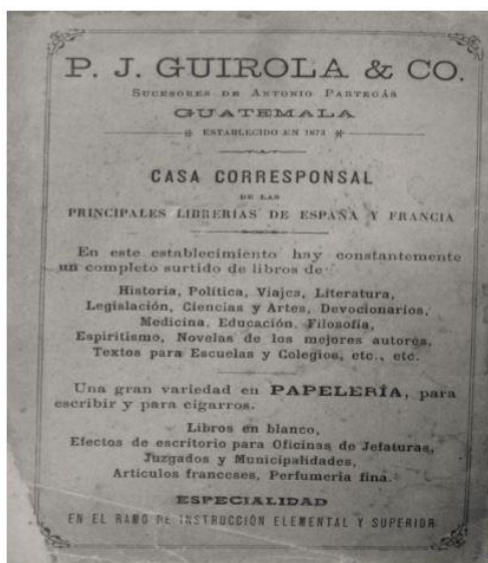 P. J. GUIROLA & CO.
SUCESORES DE ANTONIO PARTEGÁS
GUATEMALA
ESTABLECIDO EN 1873
CASA CORRESPONSAL
DE LAS
PRINCIPALES LIBRERÍAS DE ESPAÑA Y FRANCIA
En este establecimiento hay constantemente
un completo surtido de libros de
Historia, Política, Viajes, Literatura,
Legislación, Ciencias y Artes, Devocionarios,
Medicina, Educación, Filosofía,
Espiritismo, Novelas de los mejores autores,
Textos para Escuelas y Colegios, etc., etc.
Una gran variedad en PAPELERÍA, para
escribir y para cigarros.
Libros en blanco,
Efectos de escritorio para Oficinas de Jefaturas,
Juzgados y Municipalidades,
Artículos franceses, Perfumeria fina.
ESPECIALIDAD
EN EL RAMO DE INSTRUCCIÓN ELEMENTAL Y SUPERIOR